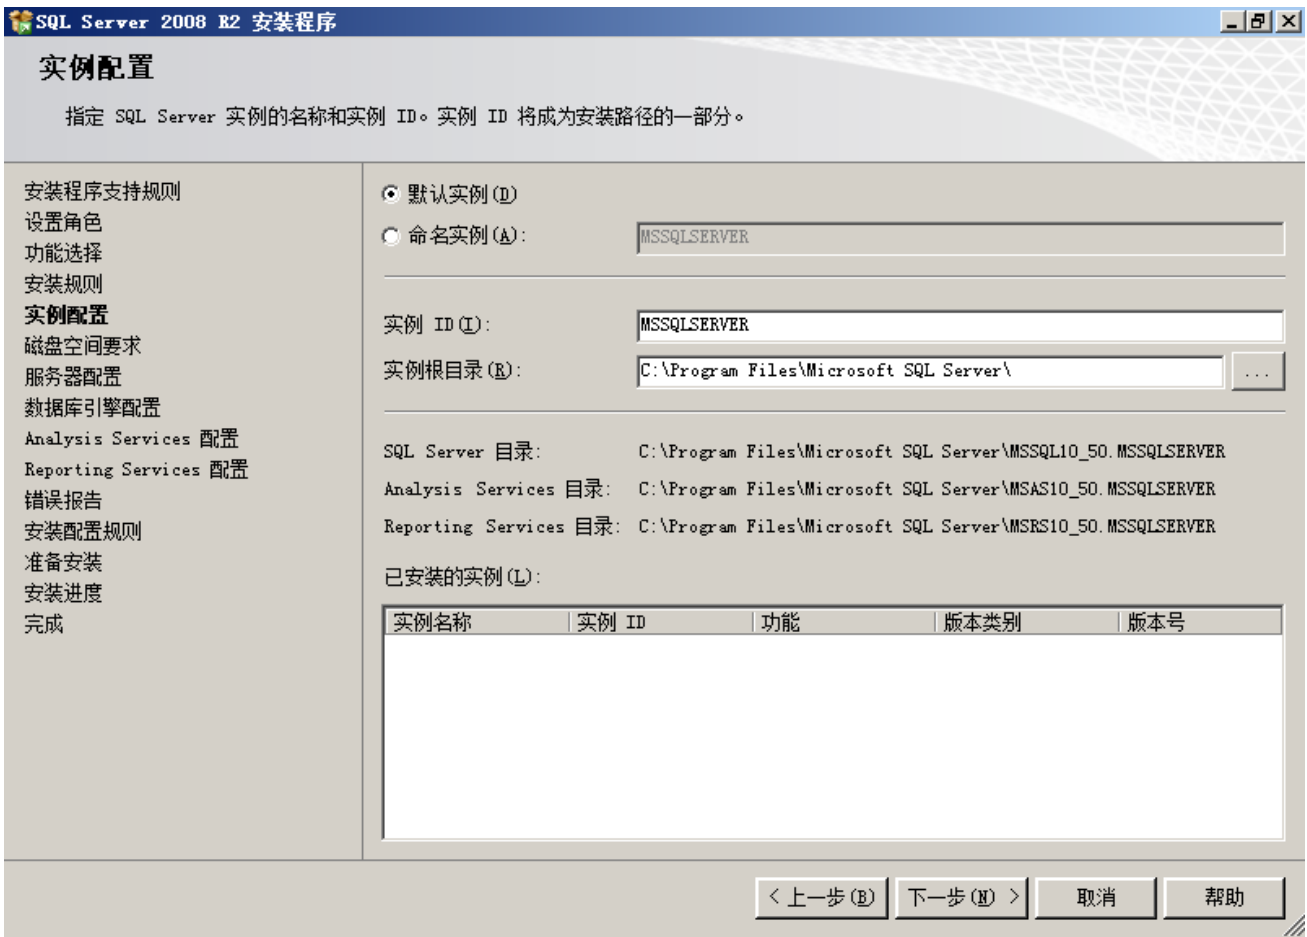 SQL Server 2008 R2 安装程序
实例配置
指定 SQL Server 实例的名称和实例 ID。实例 ID 将成为安装路径的一部分。
安装程序支持规则
设置角色
功能选择
安装规则
实例配置
磁盘空间要求
服务器配置
数据库引擎配置
Analysis Services 配置
Reporting Services 配置
错误报告
安装配置规则
准备安装
安装进度
完成
默认实例(D)
命名实例(A): MSSQLSERVER
实例 ID(I): MSSQLSERVER
实例根目录(R): C:\Program Files\Microsoft SQL Server\ ...
SQL Server 目录: C:\Program Files\Microsoft SQL Server\MSSQL10_50.MSSQLSERVER
Analysis Services 目录: C:\Program Files\Microsoft SQL Server\MSAS10_50.MSSQLSERVER
Reporting Services 目录: C:\Program Files\Microsoft SQL Server\MSRS10_50.MSSQLSERVER
已安装的实例(L):
实例名称 实例 ID 功能 版本类别 版本号
< 上一步(B) 下一步(N) > 取消 帮助